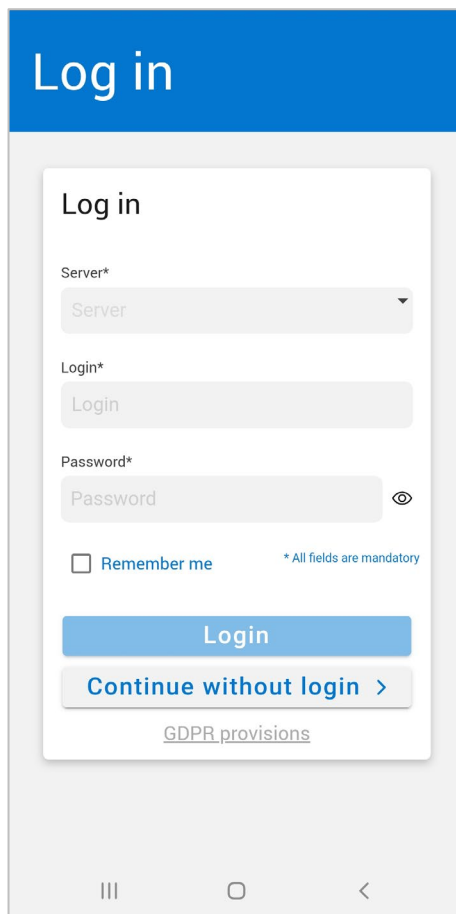 Log in
Log in
Server*
Server
Login*
Login
Password*
Password
Remember me
* All fields are mandatory
Login
Continue without login
GDPR provisions